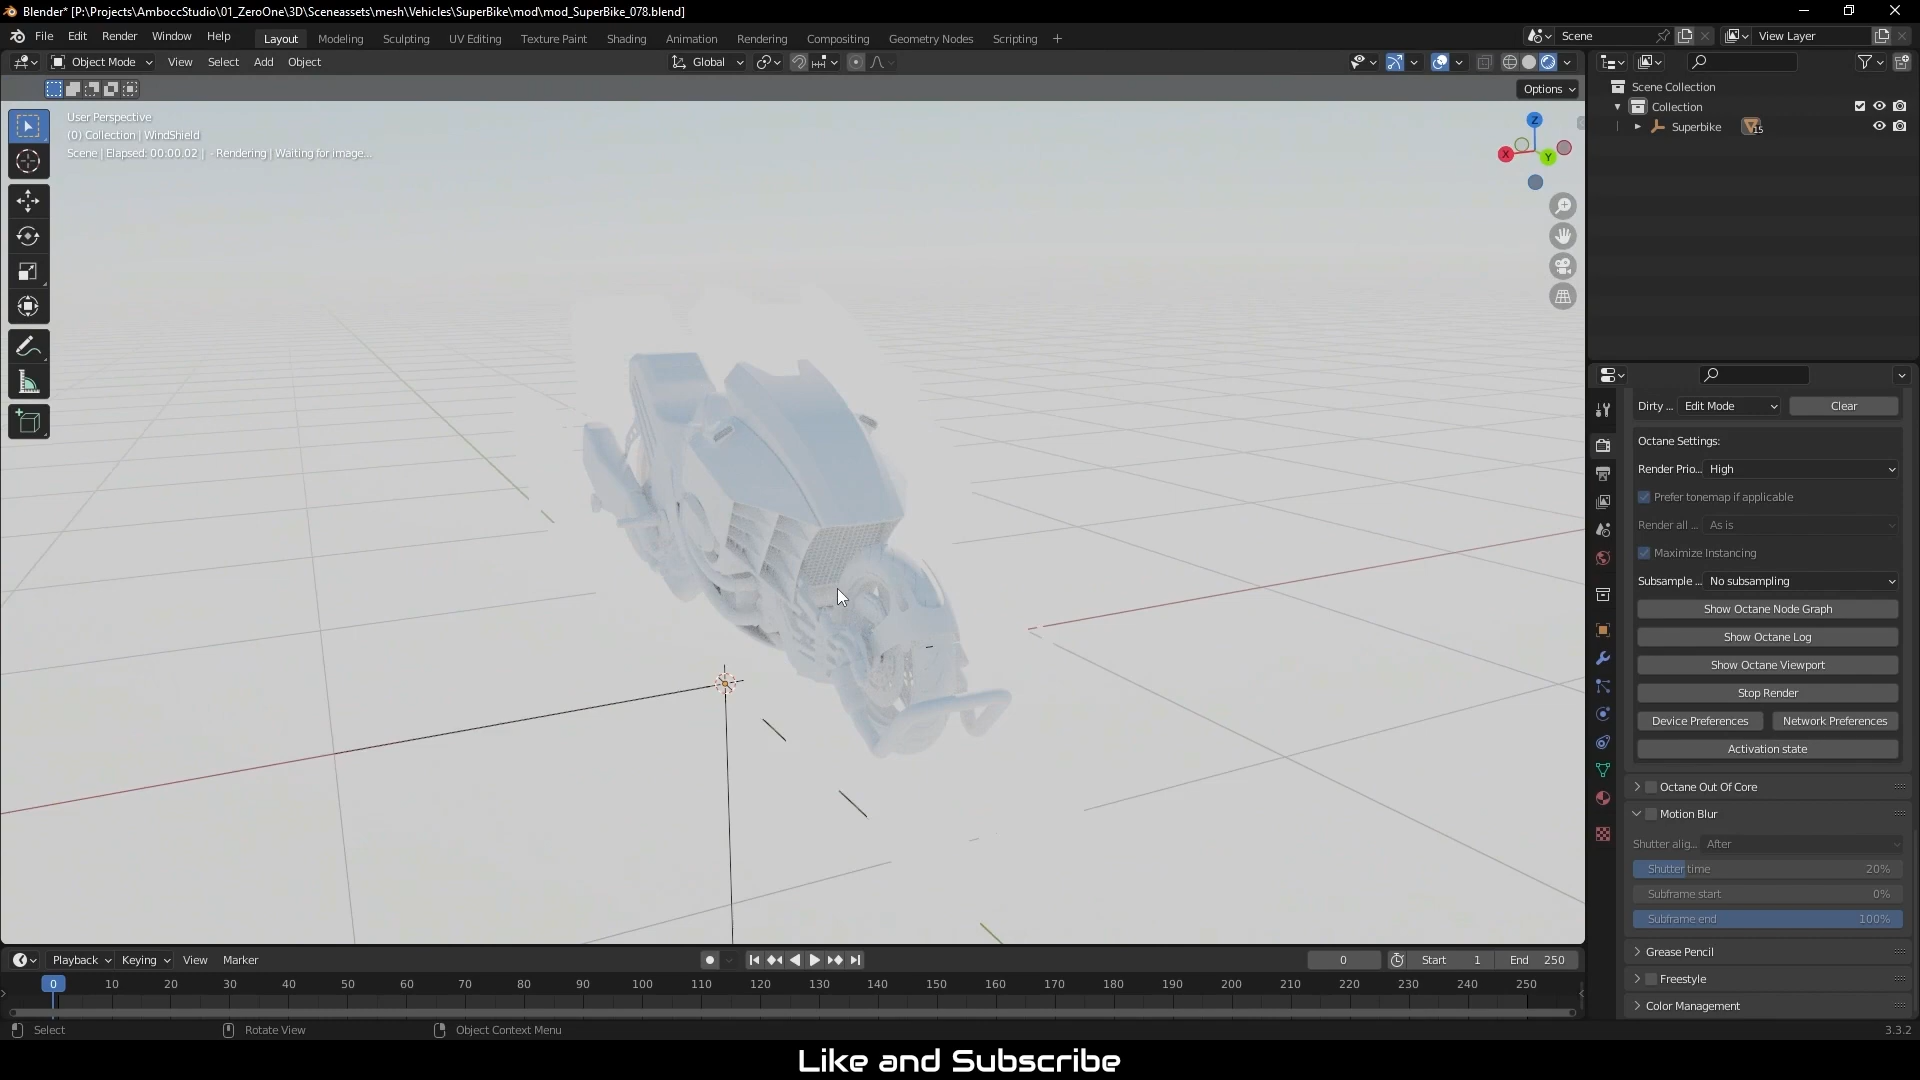 Blender* [P:\Projects\AmboccStudio\01_ZeroOne\3D\Sceneassets\mesh\Vehicles\SuperBike\mod\mod_SuperBike_078.blend]
File Edit Render Window Help Layout Modeling Sculpting UV Editing Texture Paint Shading Animation Rendering Compositing Geometry Nodes Scripting + Scene View Layer
Object Mode View Select Add Object Global
Options
User Perspective
(0) Collection | WindShield
Scene | Elapsed: 00:00.02 | - Rendering | Waiting for image...
Z
X
Y
Scene Collection
Collection
Superbike 15
Dirty ... Edit Mode Clear
Octane Settings:
Render Prio... High
Prefer tonemap if applicable
Render all ... As is
Maximize Instancing
Subsample ... No subsampling
Show Octane Node Graph
Show Octane Log
Show Octane Viewport
Stop Render
Device Preferences Network Preferences
Activation state
Octane Out Of Core
Motion Blur
Shutter alig... After
Shutter time 20%
Subframe start 0%
Subframe end 100%
Grease Pencil
Freestyle
Color Management
Playback Keying View Marker 0 Start 1 End 250
0 10 20 30 40 50 60 70 80 90 100 110 120 130 140 150 160 170 180 190 200 210 220 230 240 250
Select Rotate View Object Context Menu 3.3.2
Like and Subscribe